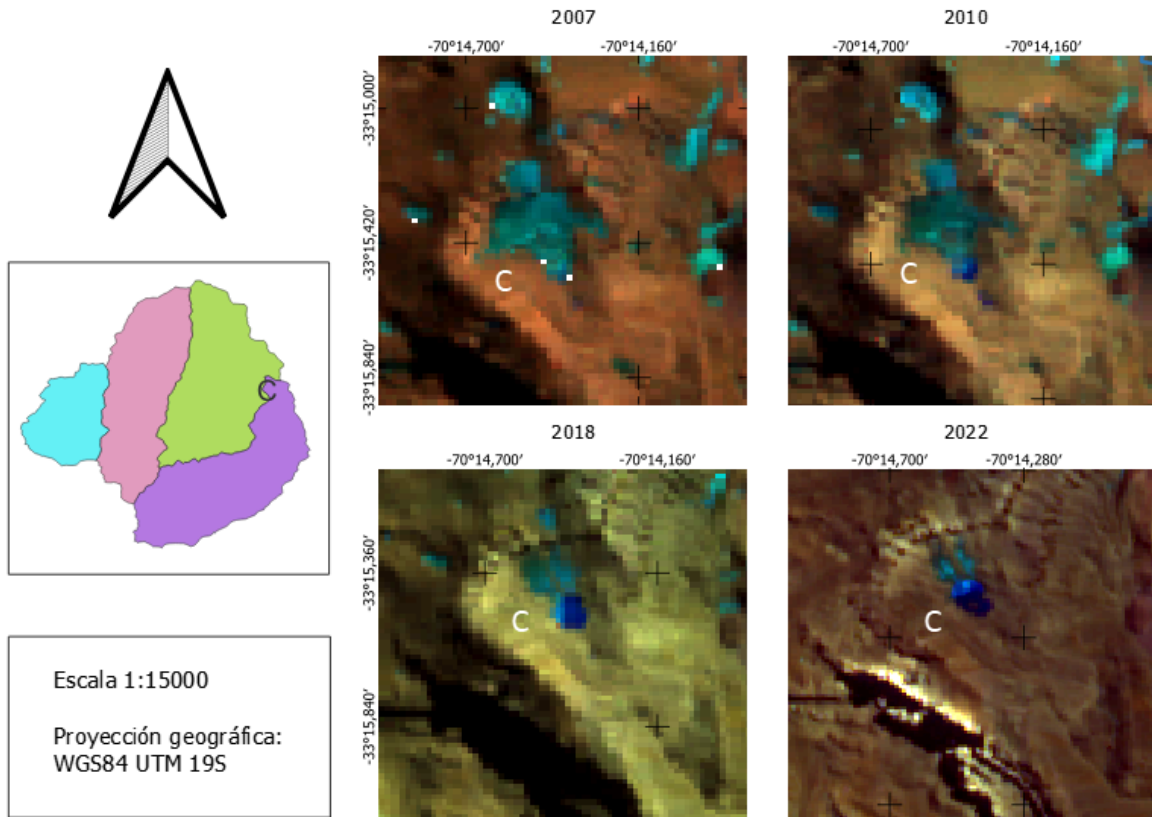 2007
-70°14,700′ -70°14,160′
-33°15,000′
-33°15,420′
-33°15,840′
C
2010
-70°14,700′ -70°14,160′
C
C
2018
-70°14,700′ -70°14,160′
-33°15,360′
-33°15,840′
C
2022
-70°14,700′ -70°14,280′
C
Escala 1:15000
Proyección geográfica:
WGS84 UTM 19S